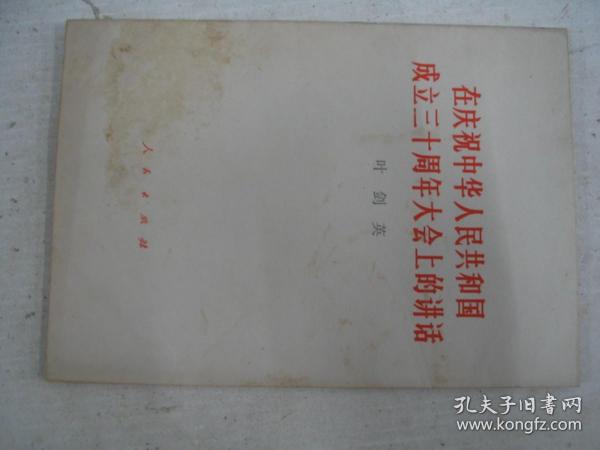 在庆祝中华人民共和国
成立三十周年大会上的讲话
叶剑英
人民出版社
孔夫子旧书网
www.kongfz.com